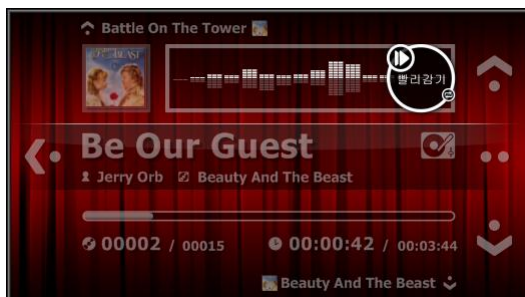 Battle On The Tower
빨리감기
Be Our Guest
Jerry Orb Beauty And The Beast
00002 / 00015 00:00:42 / 00:03:44
Beauty And The Beast